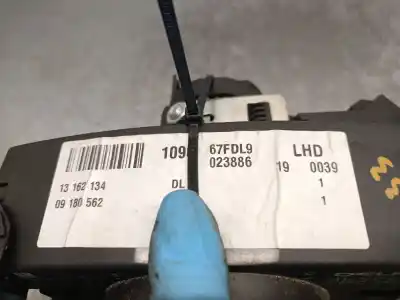 109 67FDL9 LHD
023886 19 0039
13 162 134 DL 1
09 180 562 1